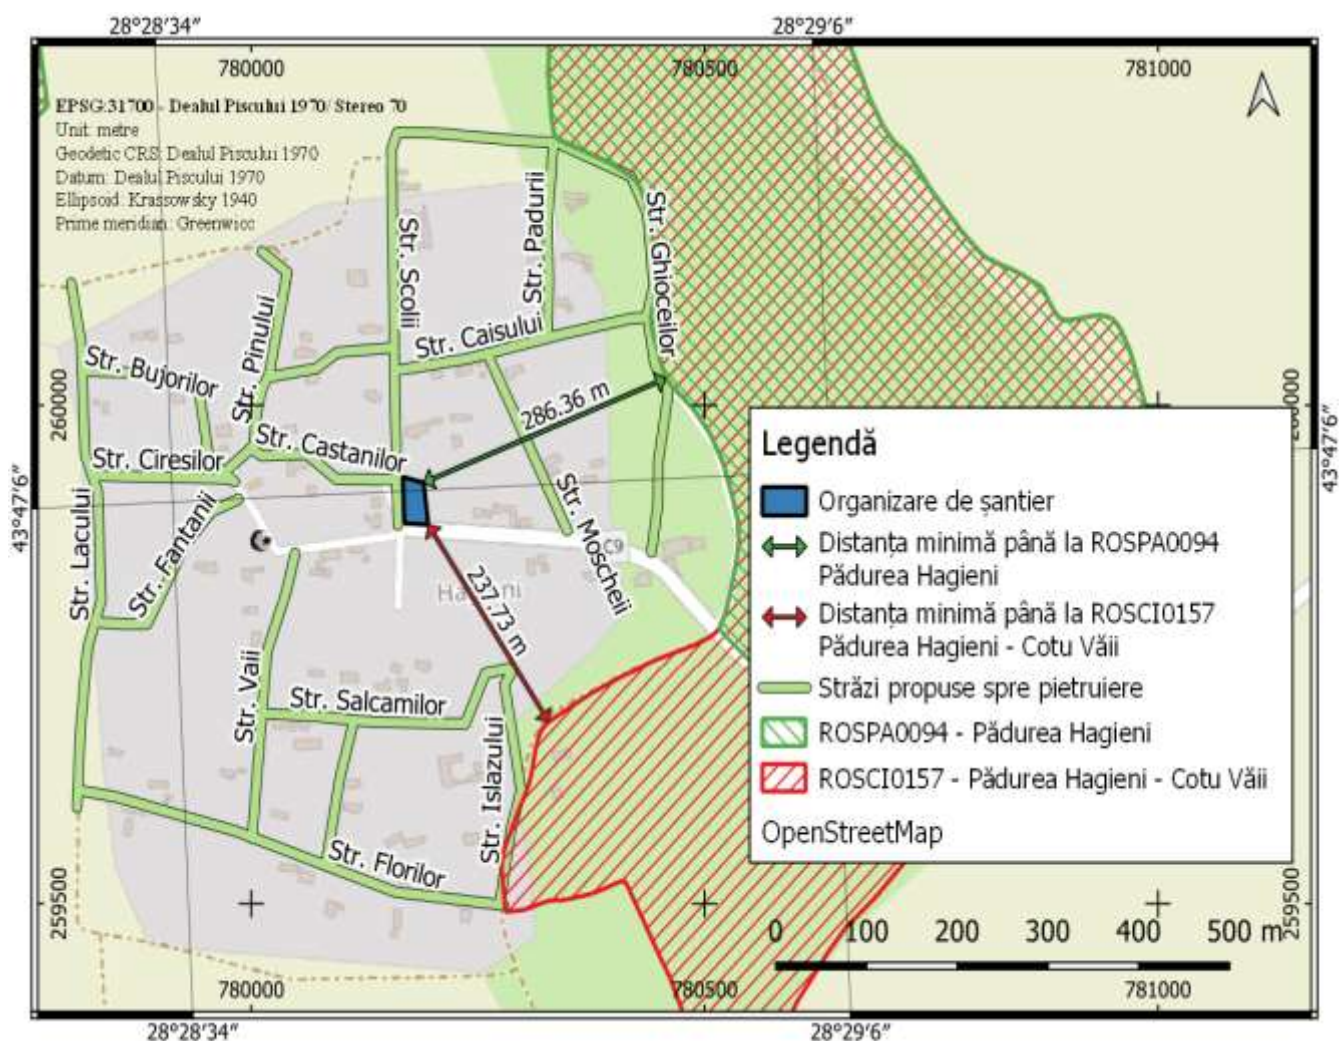 28°28'34″
28°29'6″
780000
780500
781000
EPSG:31700 - Dealul Piscului 1970/ Stereo 70
Unit: metre
Geodetic CRS: Dealul Piscului 1970
Datum: Dealul Piscului 1970
Ellipsoid: Krassowsky 1940
Prime meridian: Greenwicc
Str. Padurii
Str. Scolii
Str. Ghioceilor
Str. Pinului
Str. Caisului
Str. Bujorilor
260000
286.36 m
Str. Castanilor
Str. Ciresilor
43°47'6″
43°47'6″
Str. Lacului
Str. Fantanii
Str. Moscheii
C9
237.73 m
Str. Vaii
Str. Salcamilor
Str. Islazului
Str. Florilor
Legendă
Organizare de șantier
Distanța minimă până la ROSPA0094
Pădurea Hagieni
Distanța minimă până la ROSCI0157
Pădurea Hagieni - Cotu Văii
Străzi propuse spre pietruiere
ROSPA0094 - Pădurea Hagieni
ROSCI0157 - Pădurea Hagieni - Cotu Văii
OpenStreetMap
259500
259500
0 100 200 300 400 500 m
780000
780500
781000
28°28'34″
28°29'6″